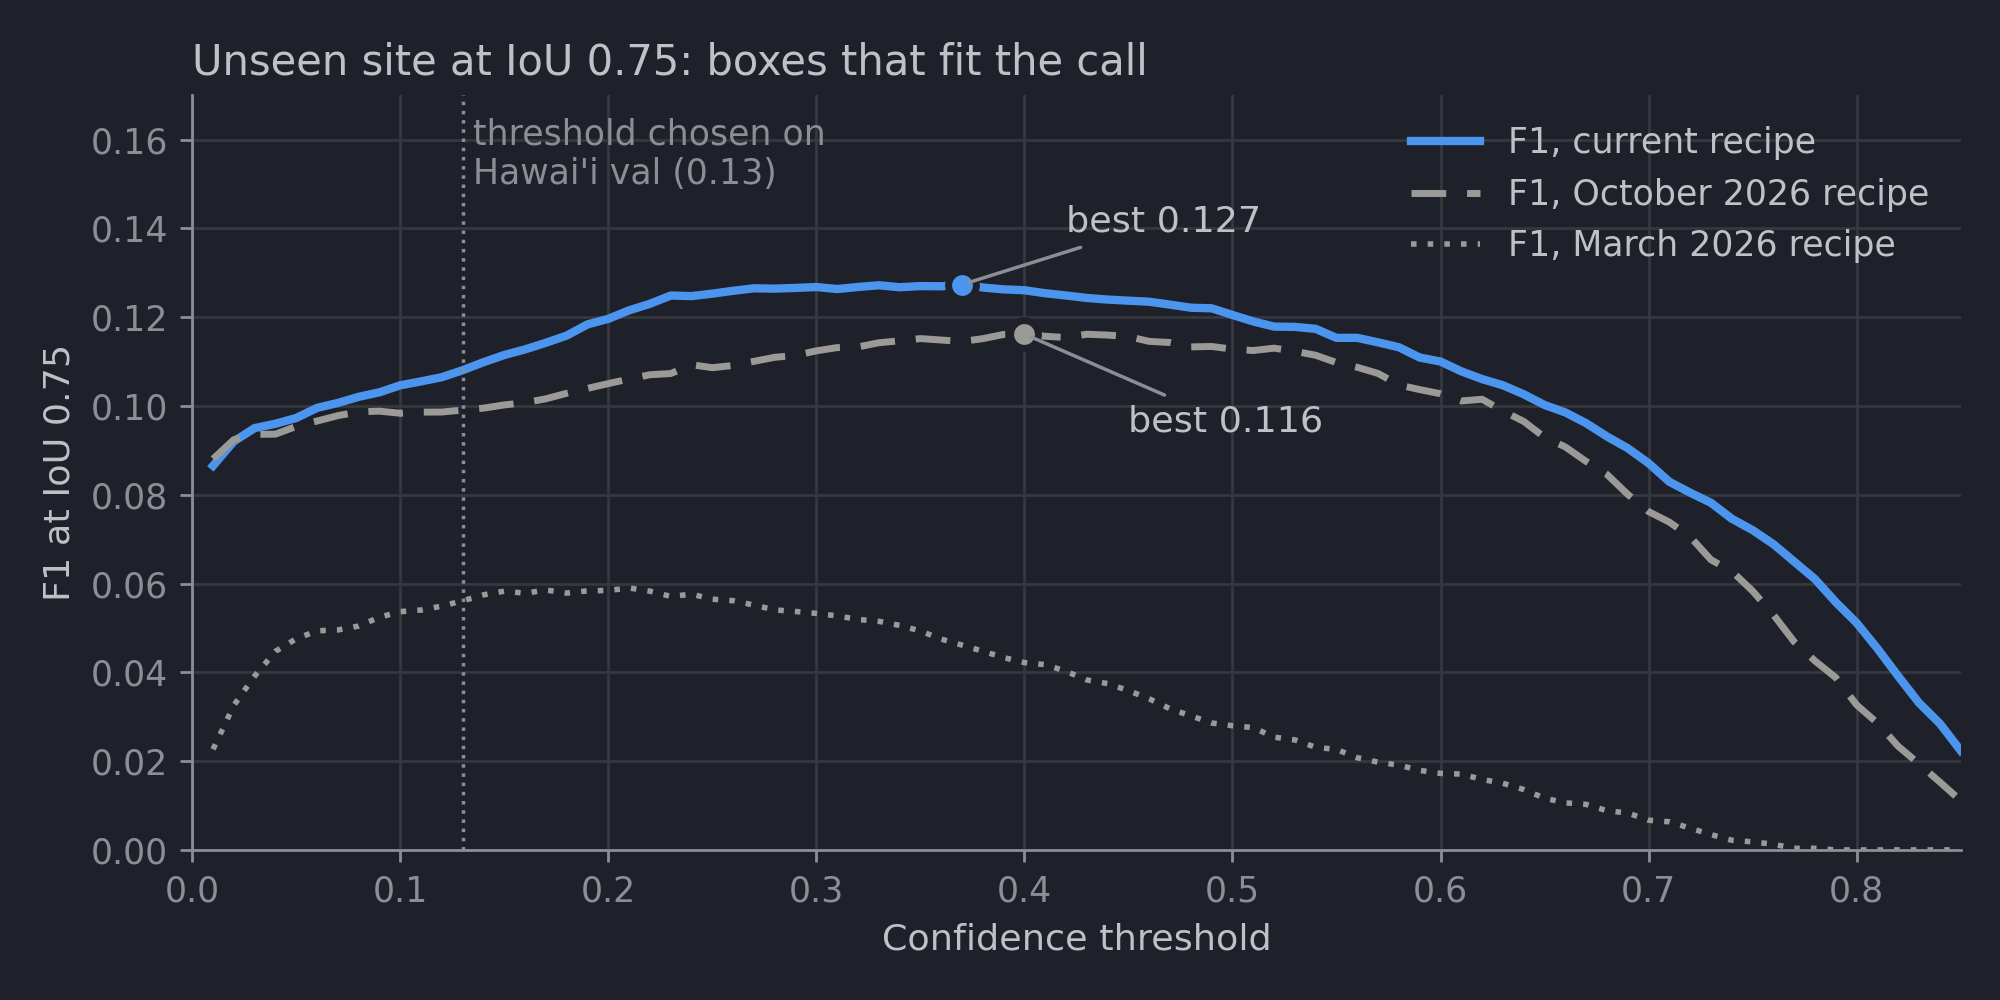 Unseen site at IoU 0.75: boxes that fit the call
threshold chosen on
Hawai'i val (0.13)
F1, current recipe
F1, October 2026 recipe
F1, March 2026 recipe
best 0.127
best 0.116
F1 at IoU 0.75
0.16
0.14
0.12
0.10
0.08
0.06
0.04
0.02
0.00
0.0 0.1 0.2 0.3 0.4 0.5 0.6 0.7 0.8
Confidence threshold